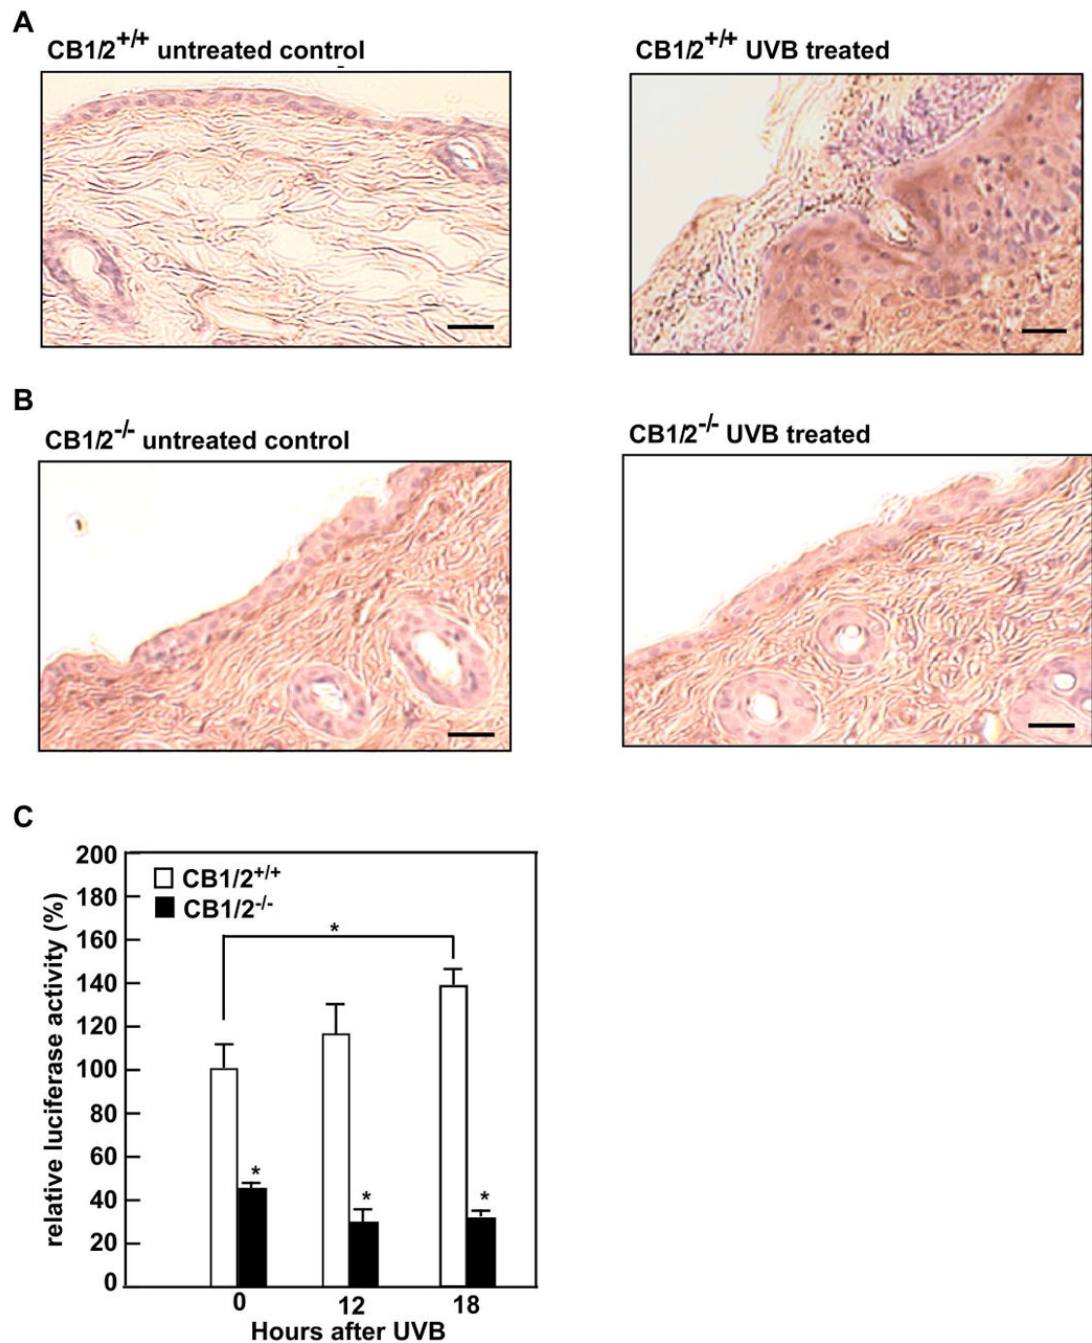 A
CB1/2+/+ untreated control
CB1/2+/+ UVB treated
B
CB1/2-/- untreated control
CB1/2-/- UVB treated
C
relative luciferase activity (%)
200
180
160
140
120
100
80
60
40
20
0
CB1/2+/+
CB1/2-/-
*
* * *
0 12 18
Hours after UVB